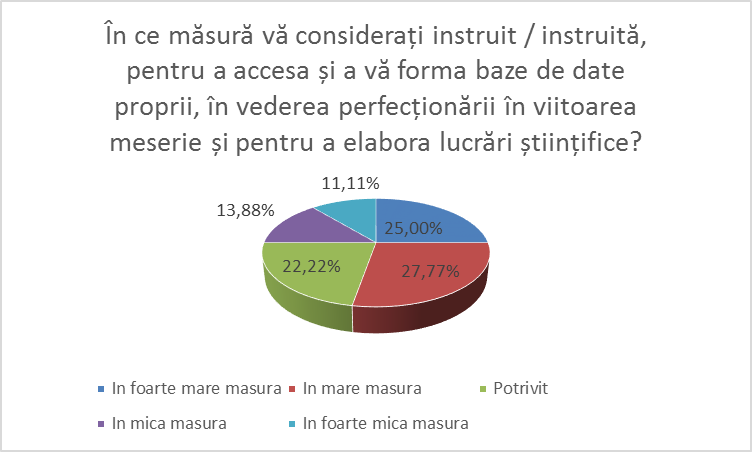 În ce măsură vă considerați instruit / instruită,
pentru a accesa și a vă forma baze de date
proprii, în vederea perfecționării în viitoarea
meserie și pentru a elabora lucrări științifice?
11,11%
13,88%
25,00%
22,22%
27,77%
In foarte mare masura
In mare masura
Potrivit
In mica masura
In foarte mica masura